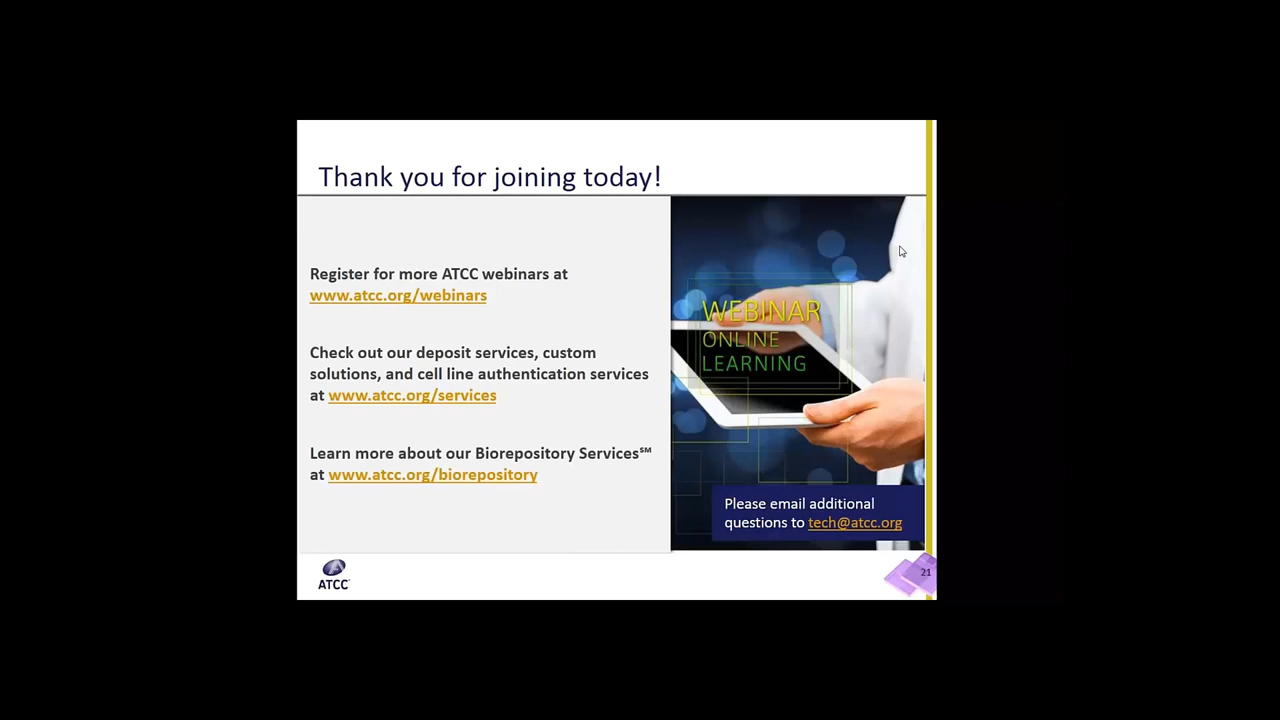 Thank you for joining today!
Register for more ATCC webinars at
www.atcc.org/webinars
Check out our deposit services, custom
solutions, and cell line authentication services
at www.atcc.org/services
Learn more about our Biorepository Services℠
at www.atcc.org/biorepository
WEBINAR
ONLINE
LEARNING
Please email additional
questions to tech@atcc.org
ATCC
21